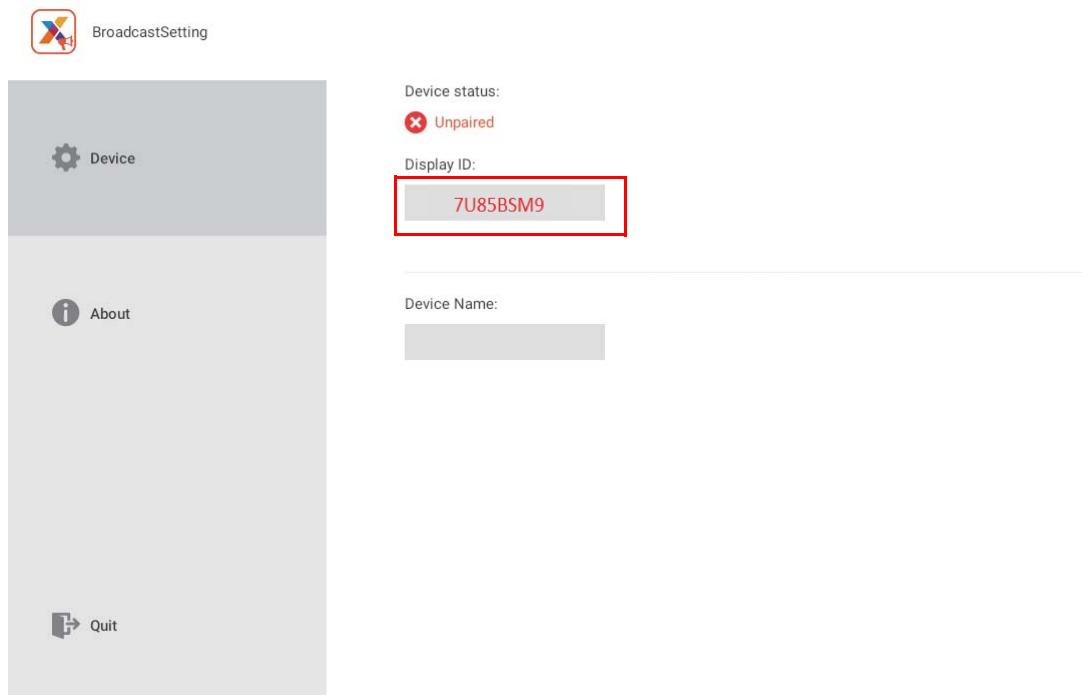 BroadcastSetting
Device
About
Quit
Device status:
Unpaired
Display ID:
7U85BSM9
Device Name: